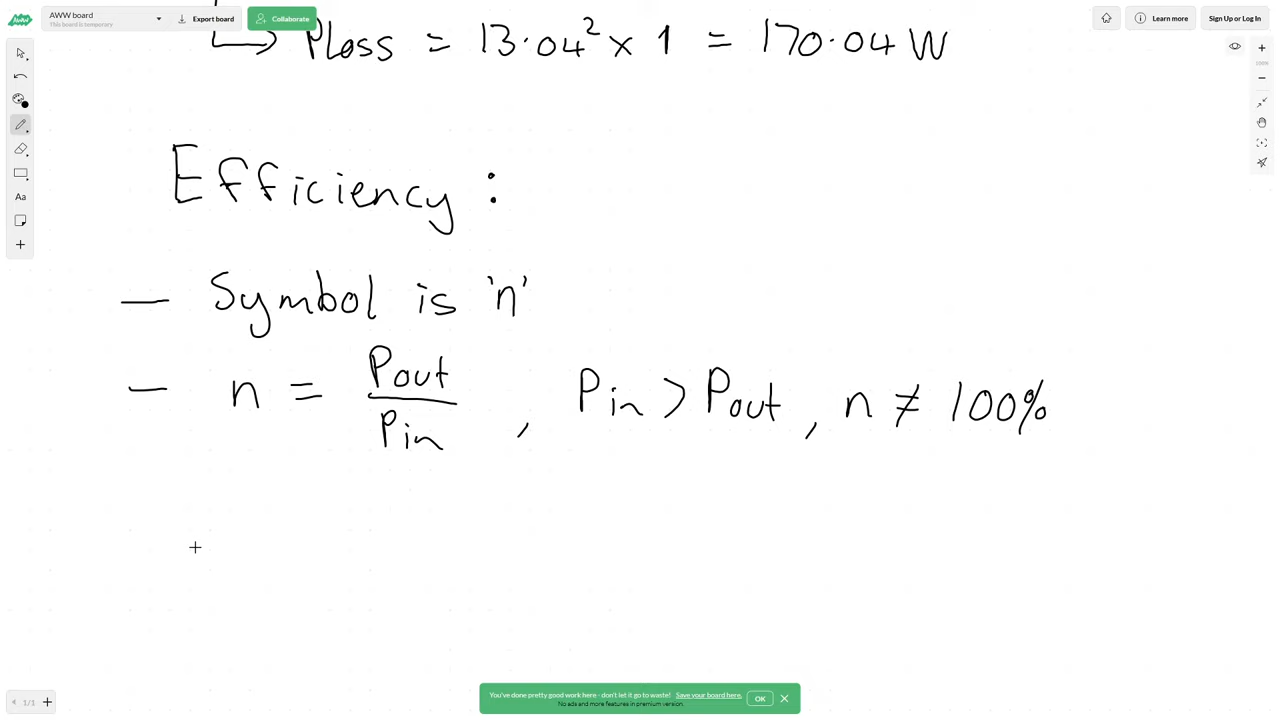 AWW board
This board is temporary
Export board
Collaborate
Learn more
Sign Up or Log In
Ploss = 13.04² x 1 = 170.04 W
100%
Efficiency :
Aa
— Symbol is 'n'
— n = Pout / Pin , Pin > Pout , n ≠ 100%
You've done pretty good work here - don't let it go to waste! Save your board here.
No ads and more features in premium version.
OK
1/1